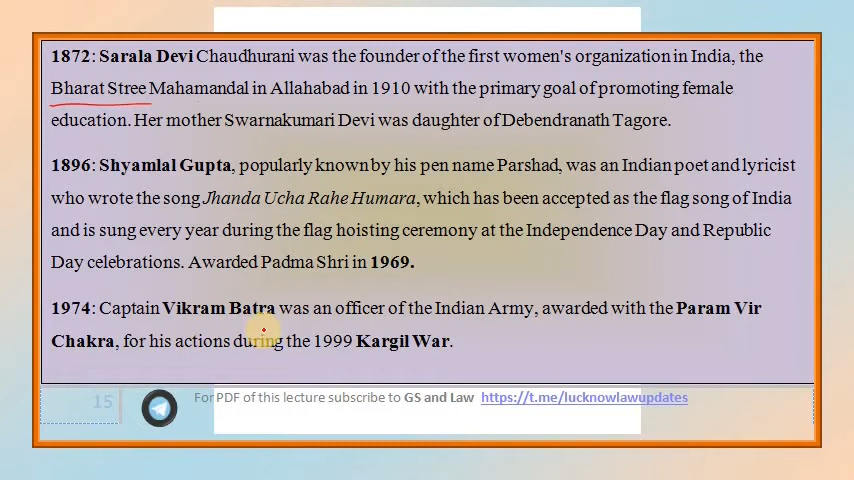 1872: Sarala Devi Chaudhurani was the founder of the first women's organization in India, the
Bharat Stree Mahamandal in Allahabad in 1910 with the primary goal of promoting female
education. Her mother Swarnakumari Devi was daughter of Debendranath Tagore.
1896: Shyamlal Gupta, popularly known by his pen name Parshad, was an Indian poet and lyricist
who wrote the song Jhanda Ucha Rahe Humara, which has been accepted as the flag song of India
and is sung every year during the flag hoisting ceremony at the Independence Day and Republic
Day celebrations. Awarded Padma Shri in 1969.
1974: Captain Vikram Batra was an officer of the Indian Army, awarded with the Param Vir
Chakra, for his actions during the 1999 Kargil War.
15
For PDF of this lecture subscribe to GS and Law https://t.me/lucknowlawupdates